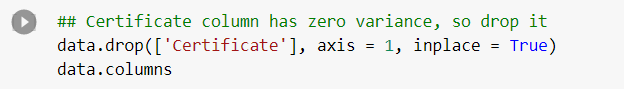 ## Certificate column has zero variance, so drop it
data.drop(['Certificate'], axis = 1, inplace = True)
data.columns